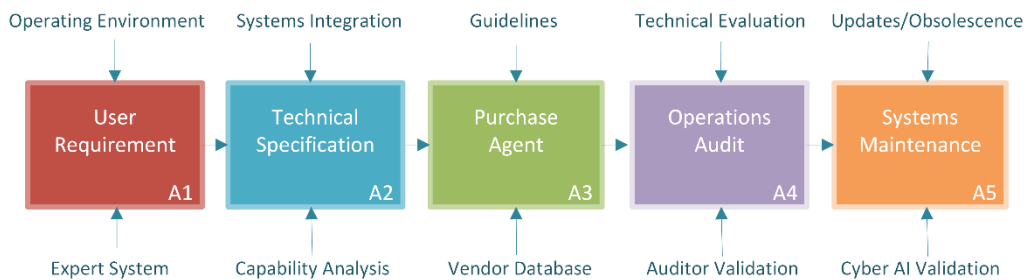 Operating Environment
Systems Integration
Guidelines
Technical Evaluation
Updates/Obsolescence
User
Requirement
A1
Technical
Specification
A2
Purchase
Agent
A3
Operations
Audit
A4
Systems
Maintenance
A5
Expert System
Capability Analysis
Vendor Database
Auditor Validation
Cyber AI Validation